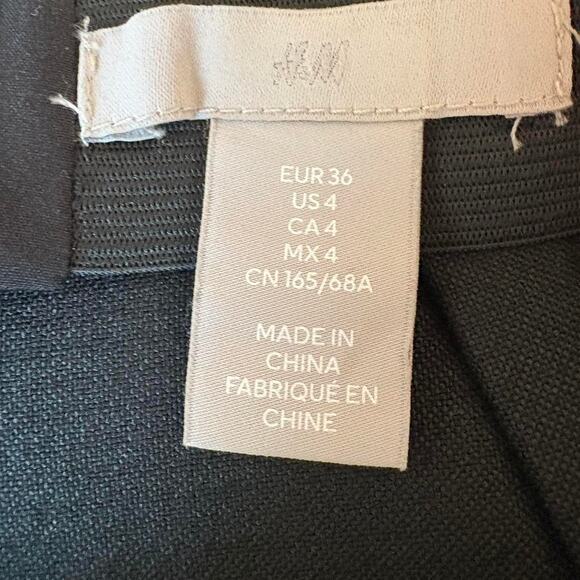 H&M
EUR 36
US 4
CA 4
MX 4
CN 165/68A
MADE IN
CHINA
FABRIQUÉ EN
CHINE